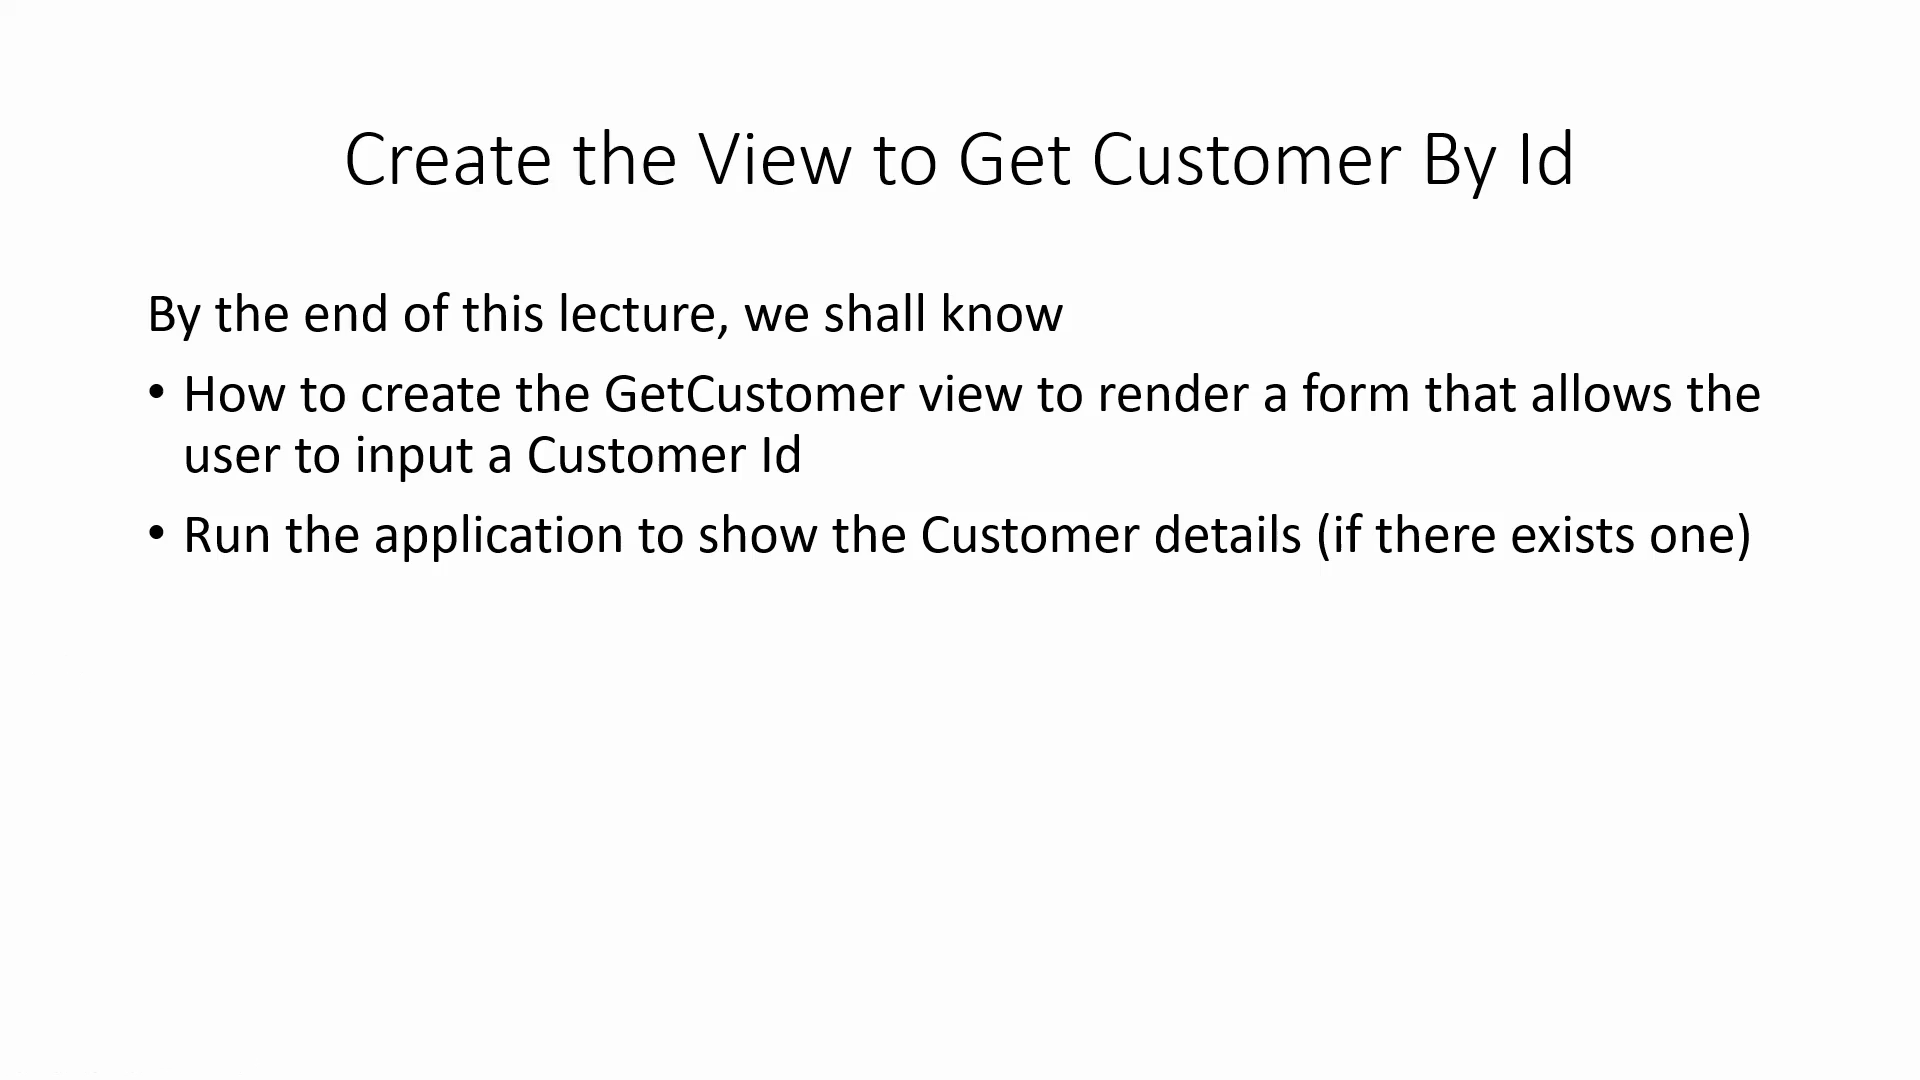 Create the View to Get Customer By Id
By the end of this lecture, we shall know
• How to create the GetCustomer view to render a form that allows the
user to input a Customer Id
• Run the application to show the Customer details (if there exists one)